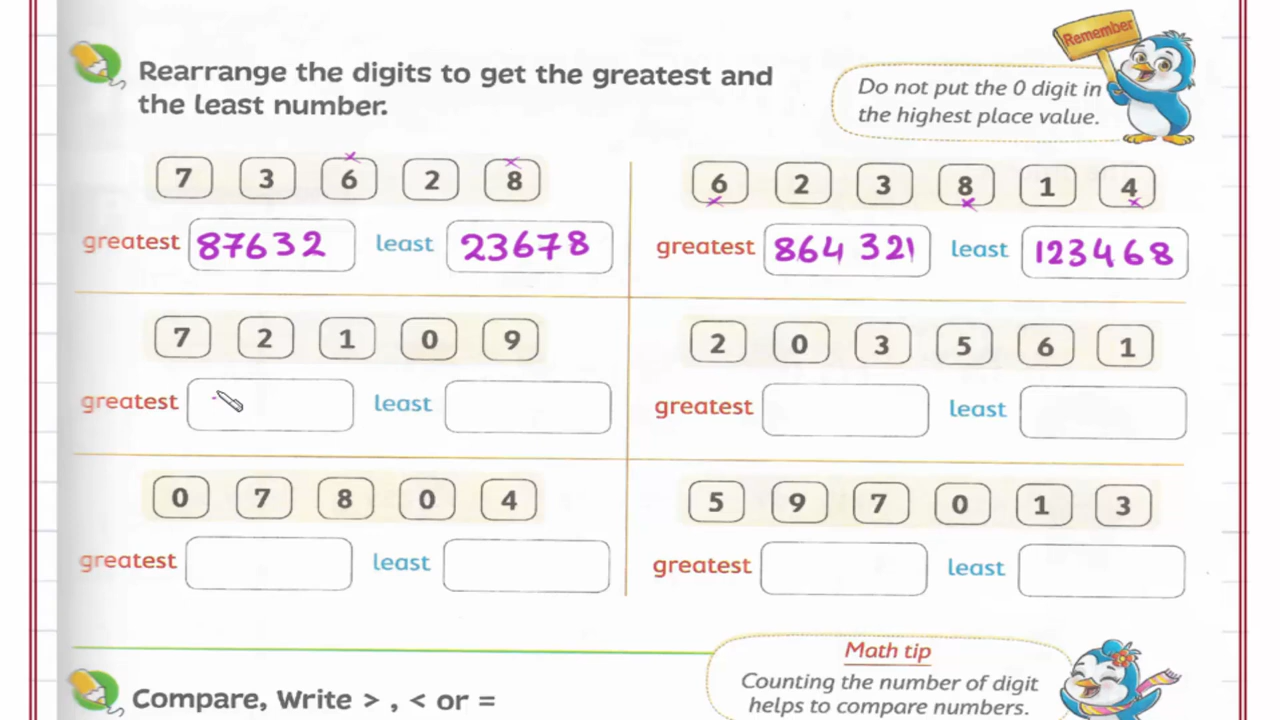 Remember
Rearrange the digits to get the greatest and
the least number.
Do not put the 0 digit in
the highest place value.
7 3 6 2 8
greatest 87632 least 23678
6 2 3 8 1 4
greatest 864321 least 123468
7 2 1 0 9
greatest least
2 0 3 5 6 1
greatest least
0 7 8 0 4
greatest least
5 9 7 0 1 3
greatest least
Math tip
Counting the number of digit
helps to compare numbers.
Compare, Write > , < or =